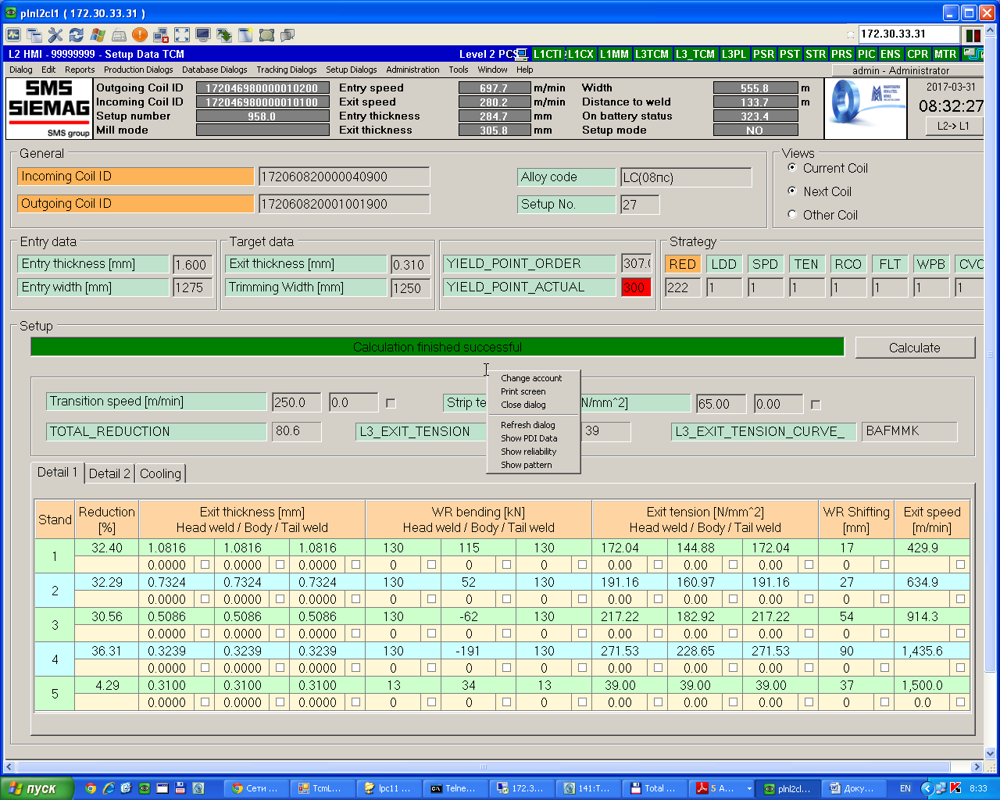 plnl2cl1 ( 172.30.33.31 )
172.30.33.31
L2 HMI - 99999999 - Setup Data TCM
Level 2 PCS L1CTL L1CX L1MM L3TCM L3_TCM L3PL PSR PST STR PRS PIC ENS CPR MTR
Dialog Edit Reports Production Dialogs Database Dialogs Tracking Dialogs Setup Dialogs Administration Tools Window Help
admin - Administrator
SMS
SIEMAG
SMS group
Outgoing Coil ID 172046980000010200 Entry speed 697.7 m/min Width 555.8 m
Incoming Coil ID 172046980000010100 Exit speed 280.2 m/min Distance to weld 133.7 m
Setup number 958.0 Entry thickness 284.7 mm On battery status 323.4
Mill mode Exit thickness 305.8 mm Setup mode NO
2017-03-31
08:32:27
L2-> L1
General
Incoming Coil ID 172060820000040900 Alloy code LC(08пс)
Outgoing Coil ID 172060820001001900 Setup No. 27
Views
Current Coil
Next Coil
Other Coil
Entry data
Entry thickness [mm] 1.600
Entry width [mm] 1275
Target data
Exit thickness [mm] 0.310
Trimming Width [mm] 1250
YIELD_POINT_ORDER 307.0
YIELD_POINT_ACTUAL 300
Strategy
RED LDD SPD TEN RCO FLT WPB CVC
222 1 1 1 1 1 1 1
Setup
Calculation finished successful
Calculate
Transition speed [m/min] 250.0 0.0 Strip te N/mm^2] 65.00 0.00
TOTAL_REDUCTION 80.6 L3_EXIT_TENSION 39 L3_EXIT_TENSION_CURVE_ BAFMMK
Change account
Print screen
Close dialog
Refresh dialog
Show PDI Data
Show reliability
Show pattern
Detail 1 Detail 2 Cooling
Stand Reduction [%] Exit thickness [mm] WR bending [kN] Exit tension [N/mm^2] WR Shifting [mm] Exit speed [m/min]
Head weld / Body / Tail weld Head weld / Body / Tail weld Head weld / Body / Tail weld
1 32.40 1.0816 1.0816 1.0816 130 115 130 172.04 144.88 172.04 17 429.9
0.0000 0.0000 0.0000 0 0 0 0.00 0.00 0.00 0
2 32.29 0.7324 0.7324 0.7324 130 52 130 191.16 160.97 191.16 27 634.9
0.0000 0.0000 0.0000 0 0 0 0.00 0.00 0.00 0
3 30.56 0.5086 0.5086 0.5086 130 -62 130 217.22 182.92 217.22 54 914.3
0.0000 0.0000 0.0000 0 0 0 0.00 0.00 0.00 0
4 36.31 0.3239 0.3239 0.3239 130 -191 130 271.53 228.65 271.53 90 1,435.6
0.0000 0.0000 0.0000 0 0 0 0.00 0.00 0.00 0
5 4.29 0.3100 0.3100 0.3100 13 34 13 39.00 39.00 39.00 37 1,500.0
0.0000 0.0000 0.0000 0 0 0 0.00 0.00 0.00 0 0.0
пуск Сети ... TcmL... lpc11 ... Telne... 172.3... 141:T... Total ... 5 A... plnl2cl... Доку... EN 8:33